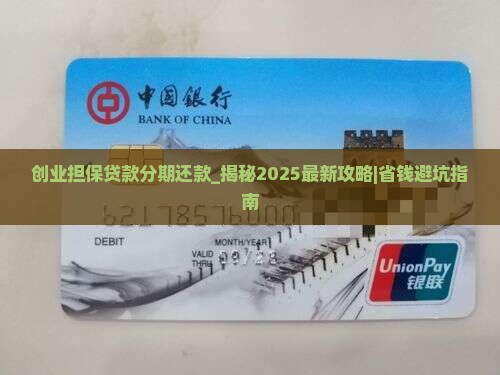 中国银行
BANK OF CHINA
创业担保贷款分期还款_揭秘2025最新攻略|省钱避坑指
南
DEBIT
MONTH/YEAR
VALID
THRU
UnionPay
银联